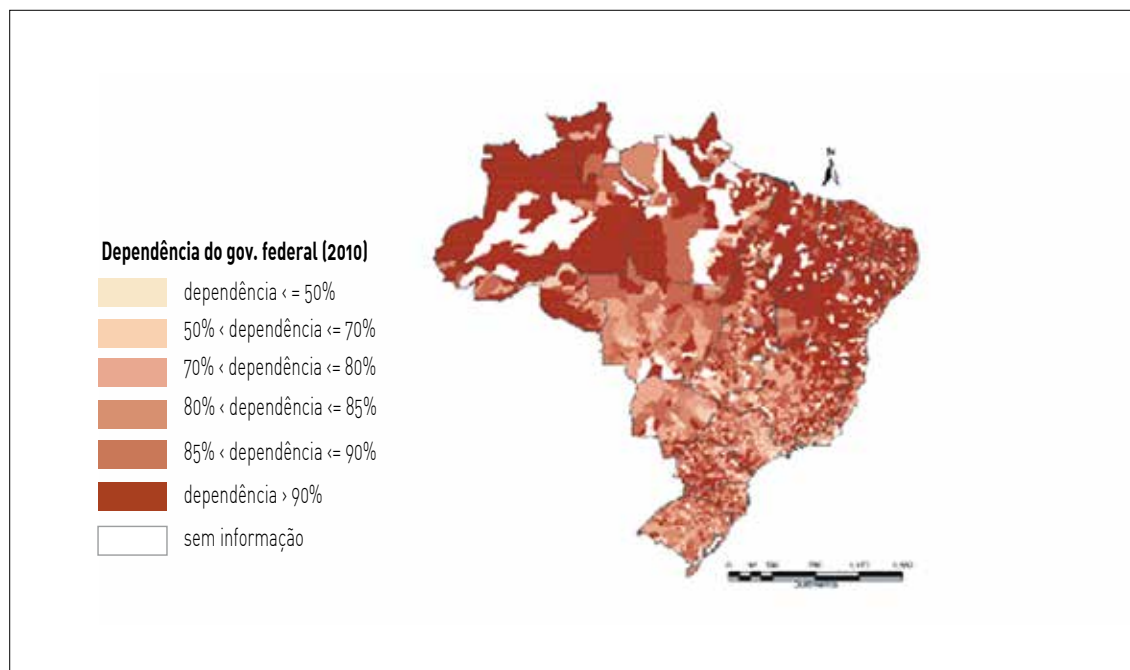 Dependência do gov. federal (2010)
dependência < = 50%
50% < dependência <= 70%
70% < dependência <= 80%
80% < dependência <= 85%
85% < dependência <= 90%
dependência > 90%
sem informação
N